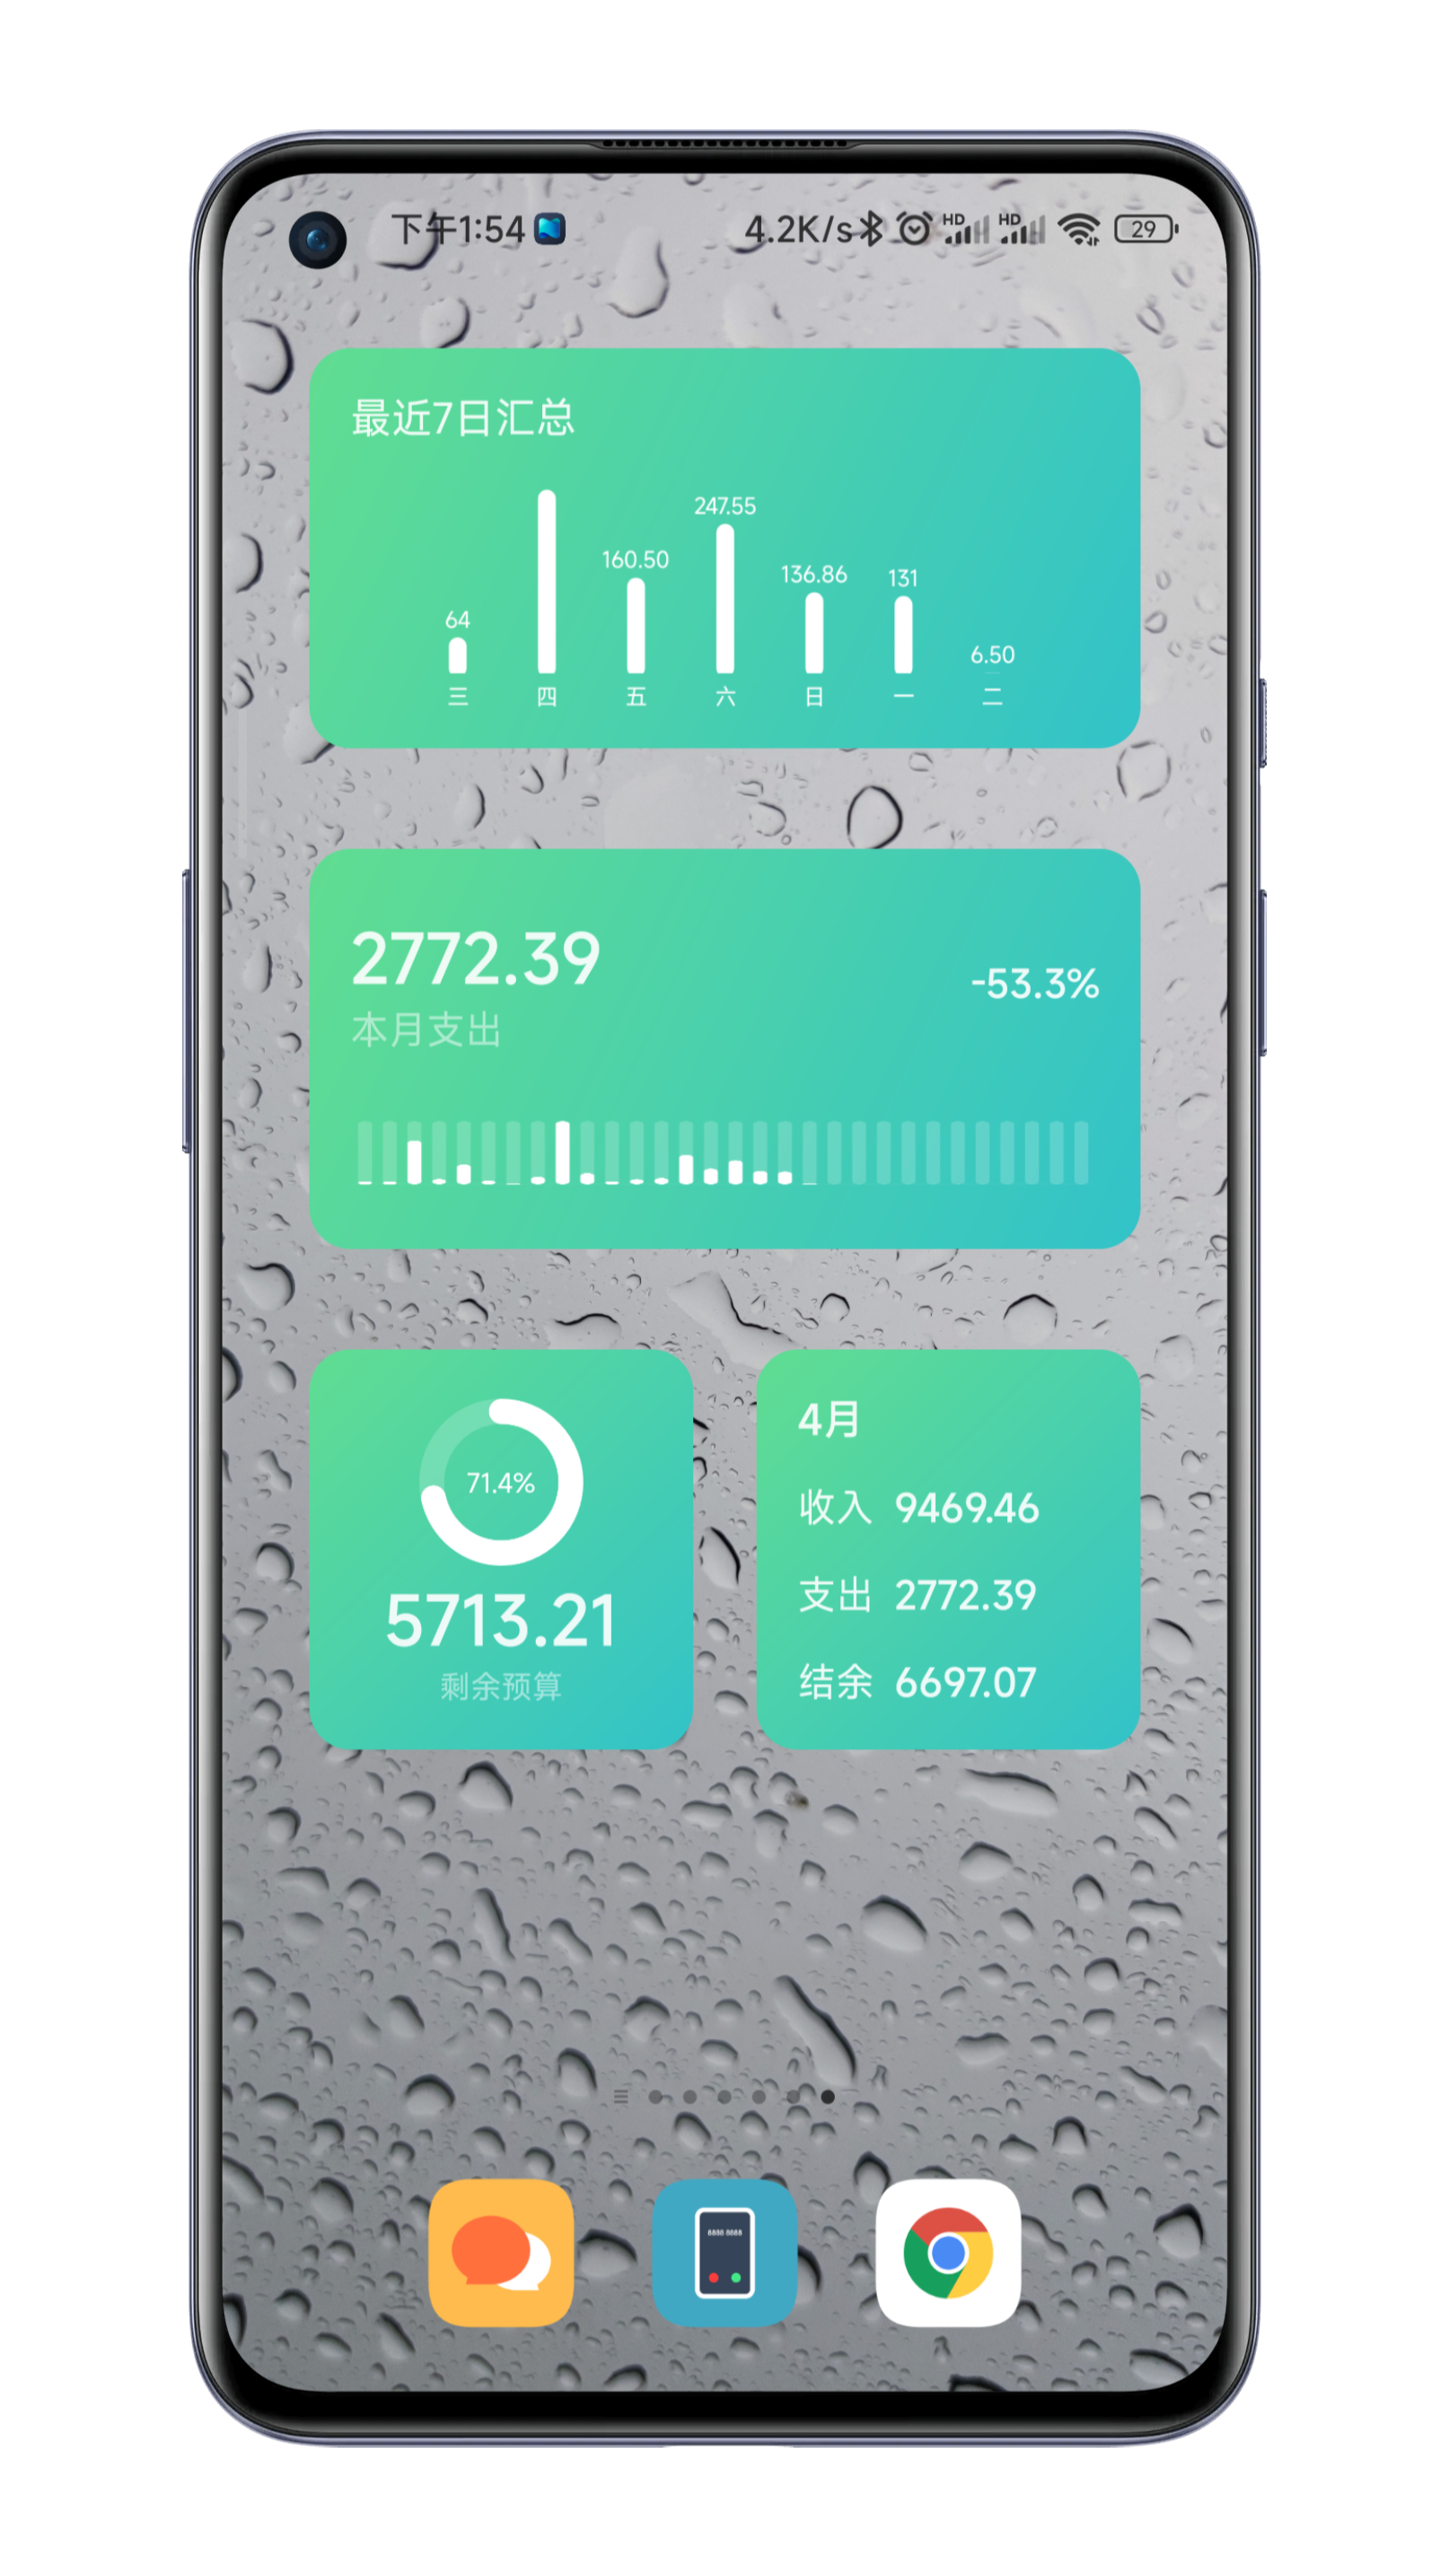 下午1:54 4.2K/s HD HD 29
最近7日汇总
247.55
160.50
136.86 131
64
6.50
三 四 五 六 日 一 二
2772.39
-53.3%
本月支出
71.4%
5713.21
剩余预算
4月
收入 9469.46
支出 2772.39
结余 6697.07
8888 8888